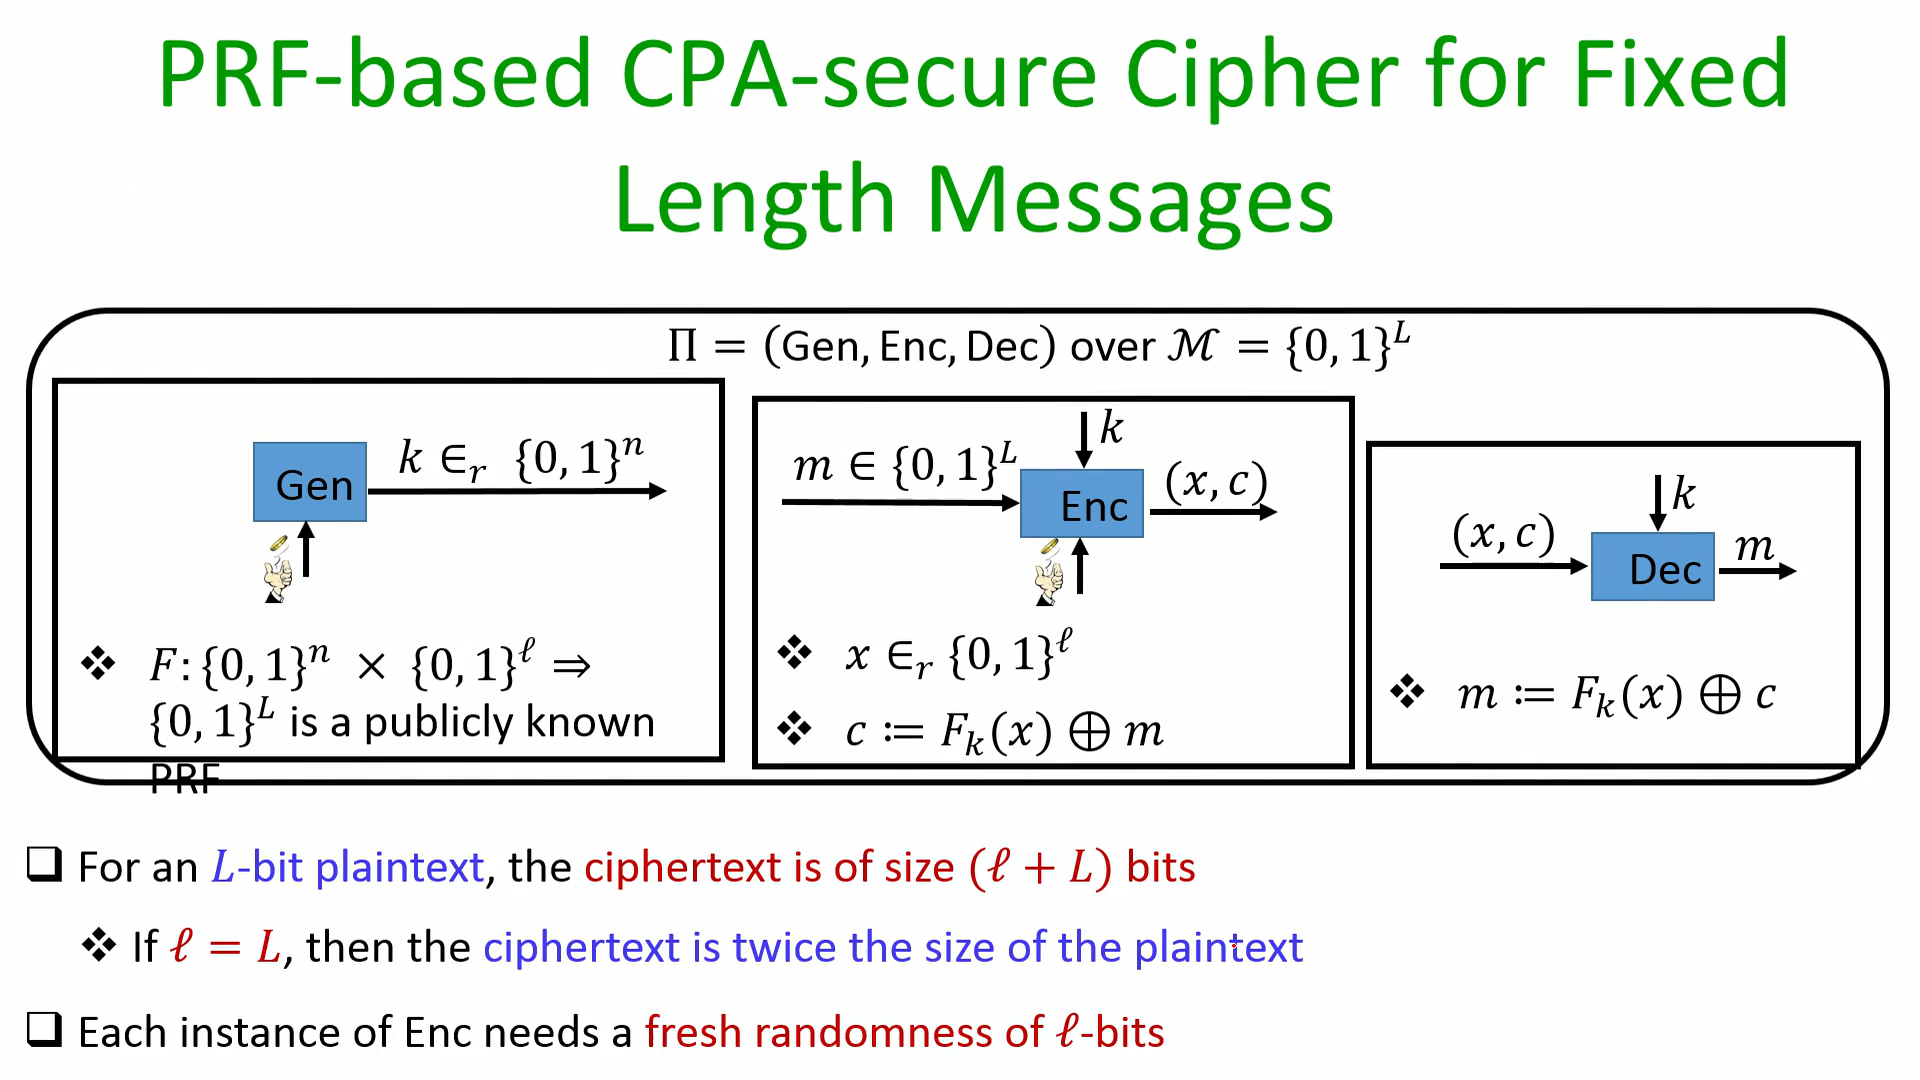 PRF-based CPA-secure Cipher for Fixed
Length Messages
Π = (Gen, Enc, Dec) over ℳ = {0, 1}^L
Gen
k ∈_r {0, 1}^n
❖ F: {0, 1}^n × {0, 1}^ℓ ⇒
{0, 1}^L is a publicly known
PRF
k
m ∈ {0, 1}^L
Enc
(x, c)
❖ x ∈_r {0, 1}^ℓ
❖ c ≔ F_k(x) ⊕ m
k
(x, c)
Dec
m
❖ m ≔ F_k(x) ⊕ c
❑ For an L-bit plaintext, the ciphertext is of size (ℓ + L) bits
❖ If ℓ = L, then the ciphertext is twice the size of the plaintext
❑ Each instance of Enc needs a fresh randomness of ℓ-bits